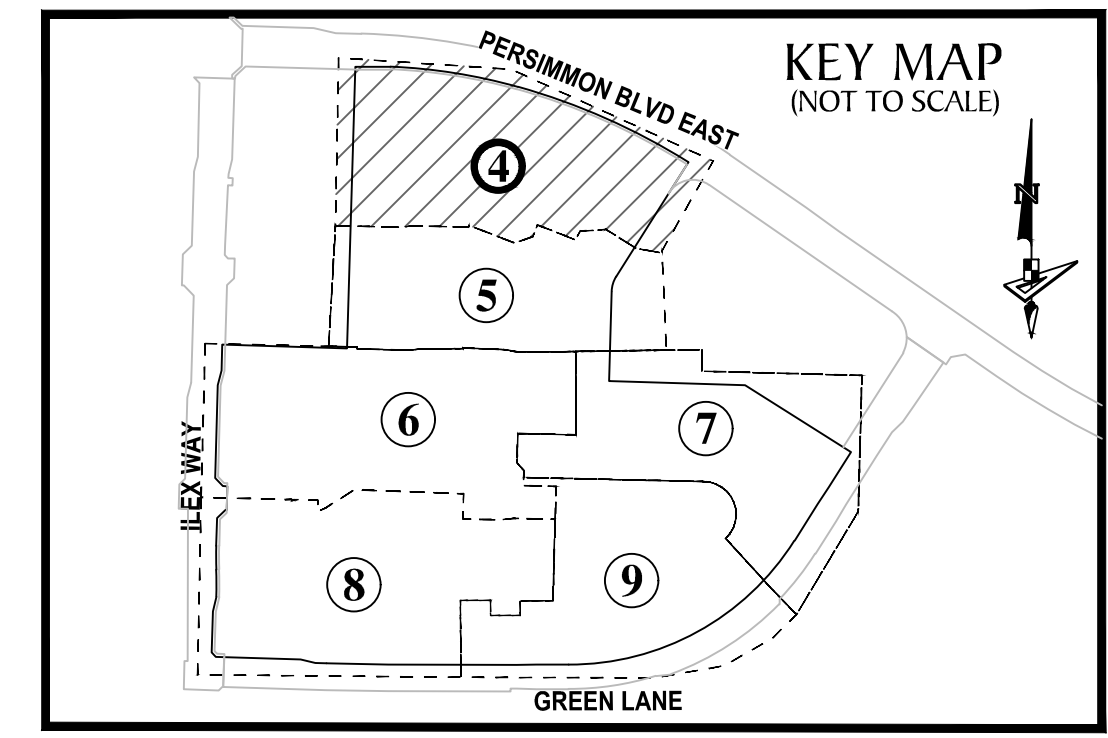 PERSIMMON BLVD EAST
KEY MAP
(NOT TO SCALE)
4
N
5
6
7
ILEX WAY
8
9
GREEN LANE